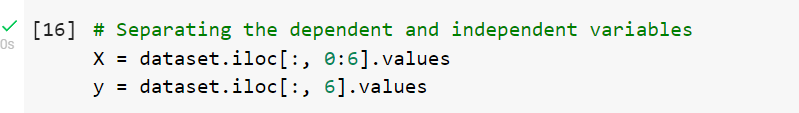 [16] # Separating the dependent and independent variables
0s
X = dataset.iloc[:, 0:6].values
y = dataset.iloc[:, 6].values